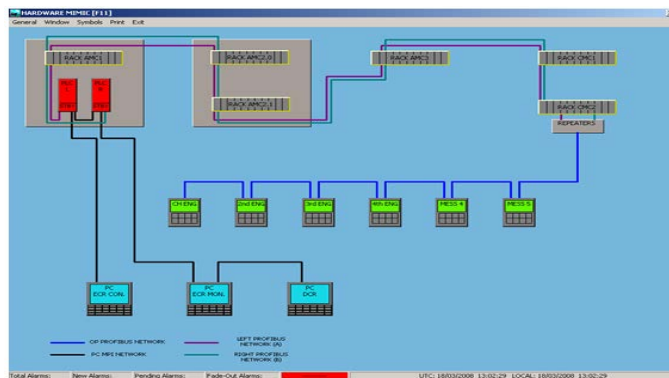 HARDWARE MIMIC [F11]
General Window Symbols Print Exit
RACK AMC1
RACK AMC2.0
RACK AMC3
RACK CMC1
PLC
PLC
RACK AMC2.1
RACK CMC2
REPEATERS
CH ENG
2nd ENG
3rd ENG
4th ENG
MESS 4
MESS 5
PC
ECR CON.
PC
ECR MON.
PC
DCR
OP PROFIBUS NETWORK
LEFT PROFIBUS
NETWORK (A)
PC MPI NETWORK
RIGHT PROFIBUS
NETWORK (B)
Total Alarms: New Alarms: Pending Alarms: Fade-Out Alarms: UTC: 18/03/2008 13:02:29 LOCAL: 18/03/2008 13:02:29